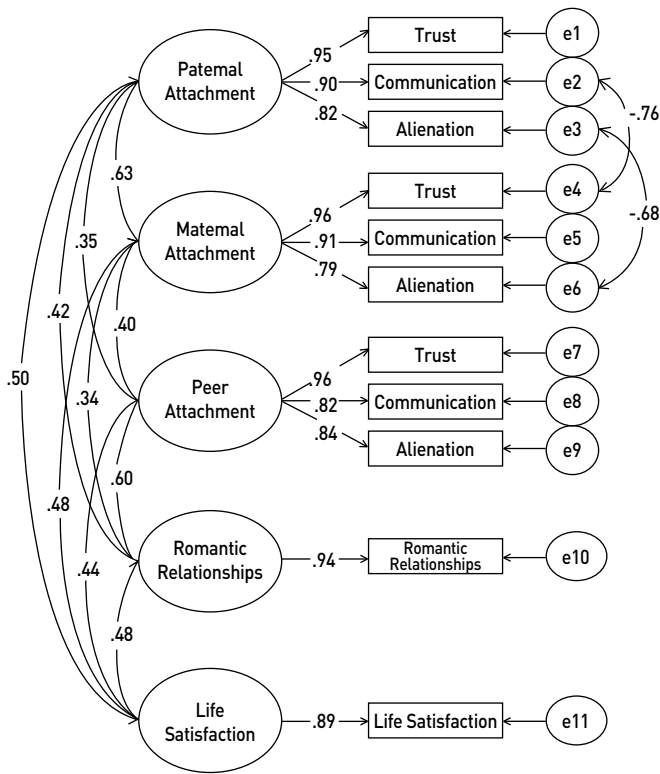 Patemal
Attachment
.95
.90
.82
Trust
Communication
Alienation
e1
e2
e3
-.76
.63
Matemal
Attachment
.96
.91
.79
Trust
Communication
Alienation
e4
e5
e6
-.68
.35
.42
.40
.50
Peer
Attachment
.96
.82
.84
Trust
Communication
Alienation
e7
e8
e9
.34
.60
.48
.44
Romantic
Relationships
.94
Romantic
Relationships
e10
.48
Life
Satisfaction
.89
Life Satisfaction
e11